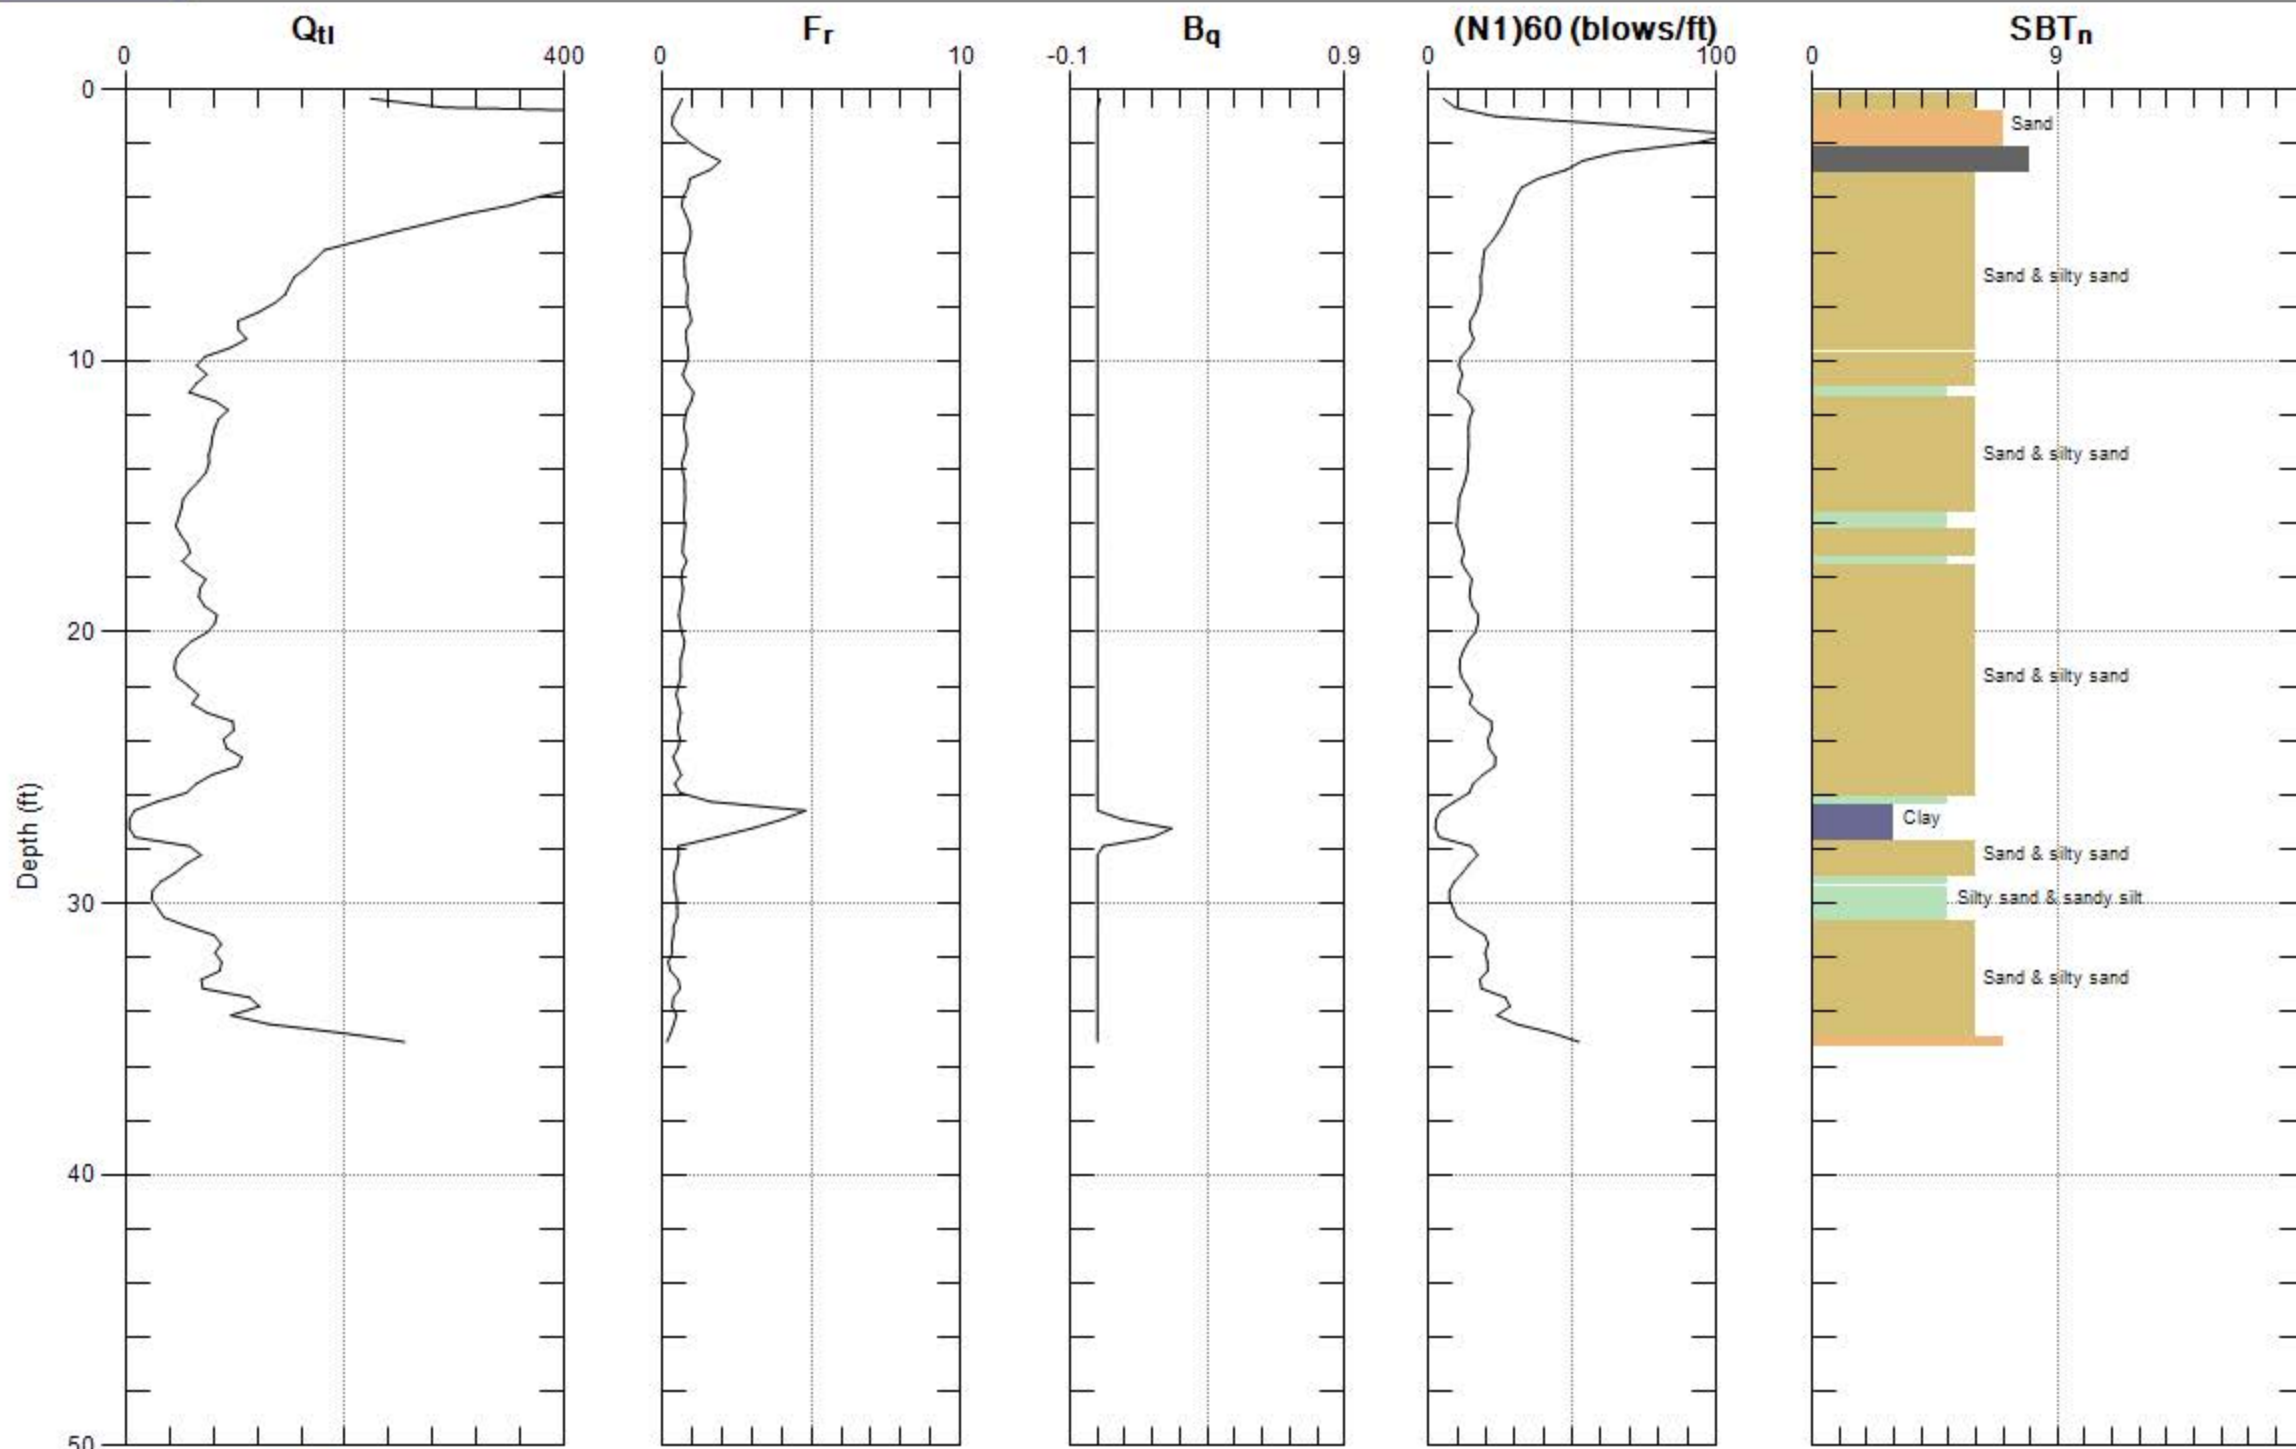 Qtl Fr Bq (N1)60 (blows/ft) SBTn
0 400 0 10 -0.1 0.9 0 100 0 9
0
Sand
Sand & silty sand
10
Sand & silty sand
20
Sand & silty sand
Depth (ft)
Clay
Sand & silty sand
Silty sand & sandy silt
30
Sand & silty sand
40
50